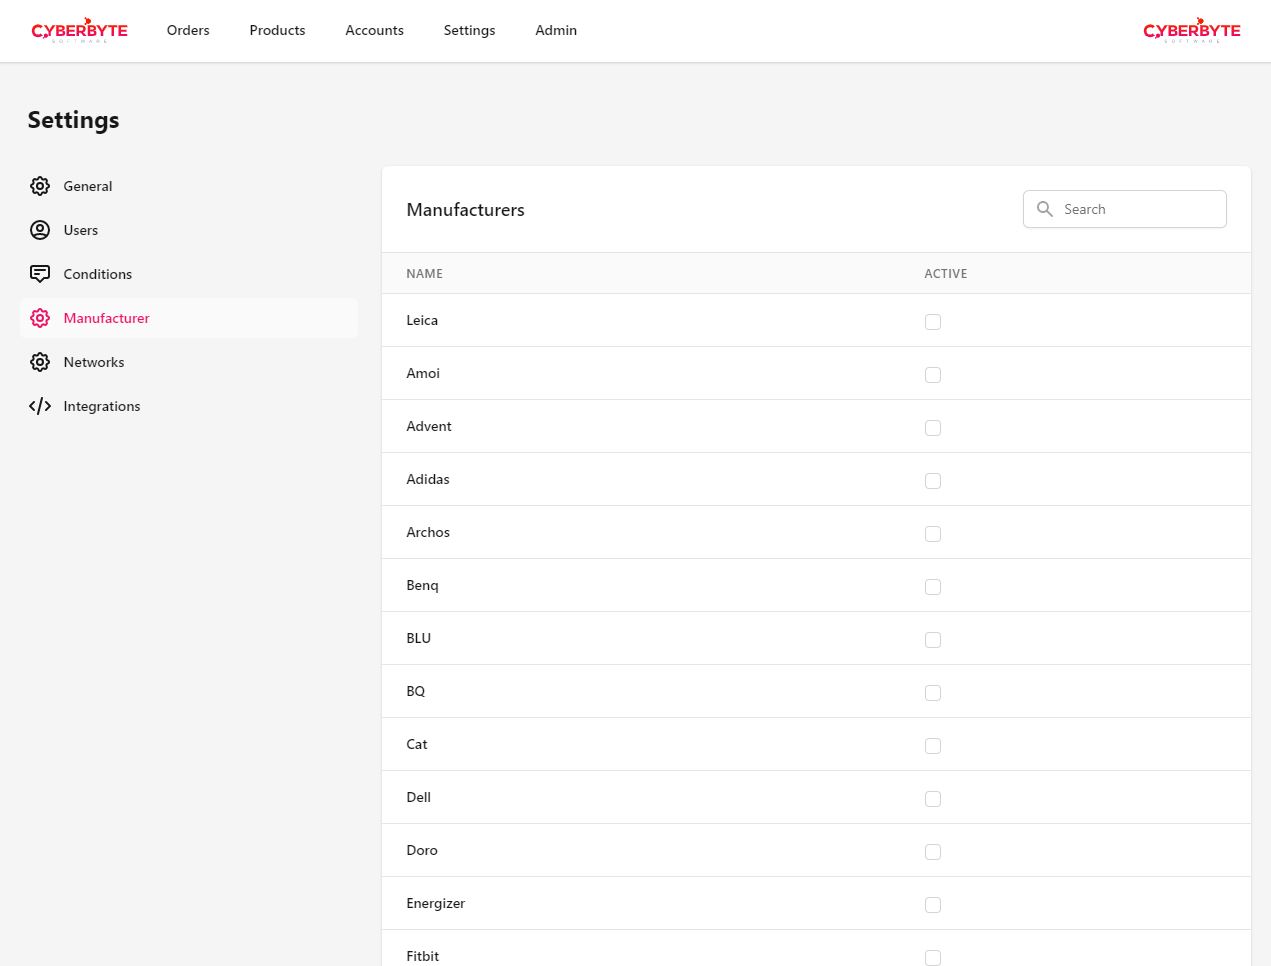 CYBERBYTE
SOFTWARE
Orders
Products
Accounts
Settings
Admin
CYBERBYTE
SOFTWARE
Settings
General
Users
Conditions
Manufacturer
Networks
Integrations
Manufacturers
Search
NAME
ACTIVE
Leica
Amoi
Advent
Adidas
Archos
Benq
BLU
BQ
Cat
Dell
Doro
Energizer
Fitbit